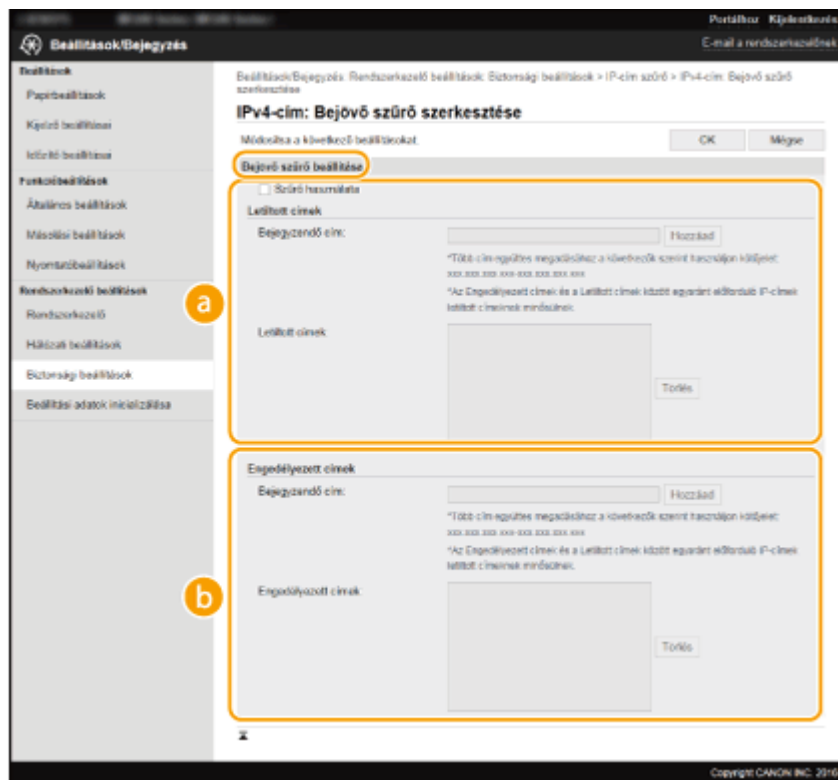 Portálhoz Kijelentkezés
Beállítások/Bejegyzés
E-mail a rendszerkezelőnek
Beállítások
Papírbeállítások
Kijelző beállításai
Időzítő beállításai
Funkcióbeállítások
Általános beállítások
Másolási beállítások
Nyomtatóbeállítások
Rendszerkezelő beállítások
Rendszerkezelő
Hálózati beállítások
Biztonsági beállítások
Beállítási adatok inicializálása
Beállítások/Bejegyzés: Rendszerkezelő beállítások: Biztonsági beállítások > IP-cím szűrő > IPv4-cím: Bejövő szűrő
szerkesztése
IPv4-cím: Bejövő szűrő szerkesztése
Módosítsa a következő beállításokat.
OK Mégse
Bejövő szűrő beállítása
Szűrő használata
a
Letiltott címek
Bejegyzendő cím:
Hozzáad
*Több cím együttes megadásához a következők szerint használjon kötőjelet:
xxx.xxx.xxx.xxx-xxx.xxx.xxx.xxx
*Az Engedélyezett címek és a Letiltott címek között egyaránt előforduló IP-címek
letiltott címeknek minősülnek.
Letiltott címek
Törlés
b
Engedélyezett címek
Bejegyzendő cím:
Hozzáad
*Több cím együttes megadásához a következők szerint használjon kötőjelet:
xxx.xxx.xxx.xxx-xxx.xxx.xxx.xxx
*Az Engedélyezett címek és a Letiltott címek között egyaránt előforduló IP-címek
letiltott címeknek minősülnek.
Engedélyezett címek
Törlés
Copyright CANON INC.